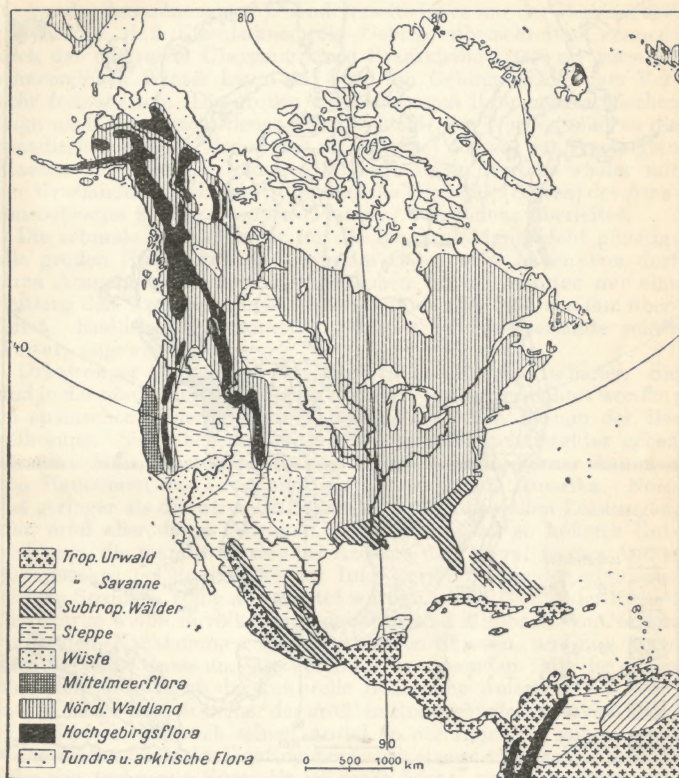 80
80
40
40
Trop. Urwald
" Savanne
Subtrop. Wälder
Steppe
Wüste
Mittelmeerflora
Nördl. Waldland
Hochgebirgsflora
Tundra u. arktische Flora
90
0 500 1000 km